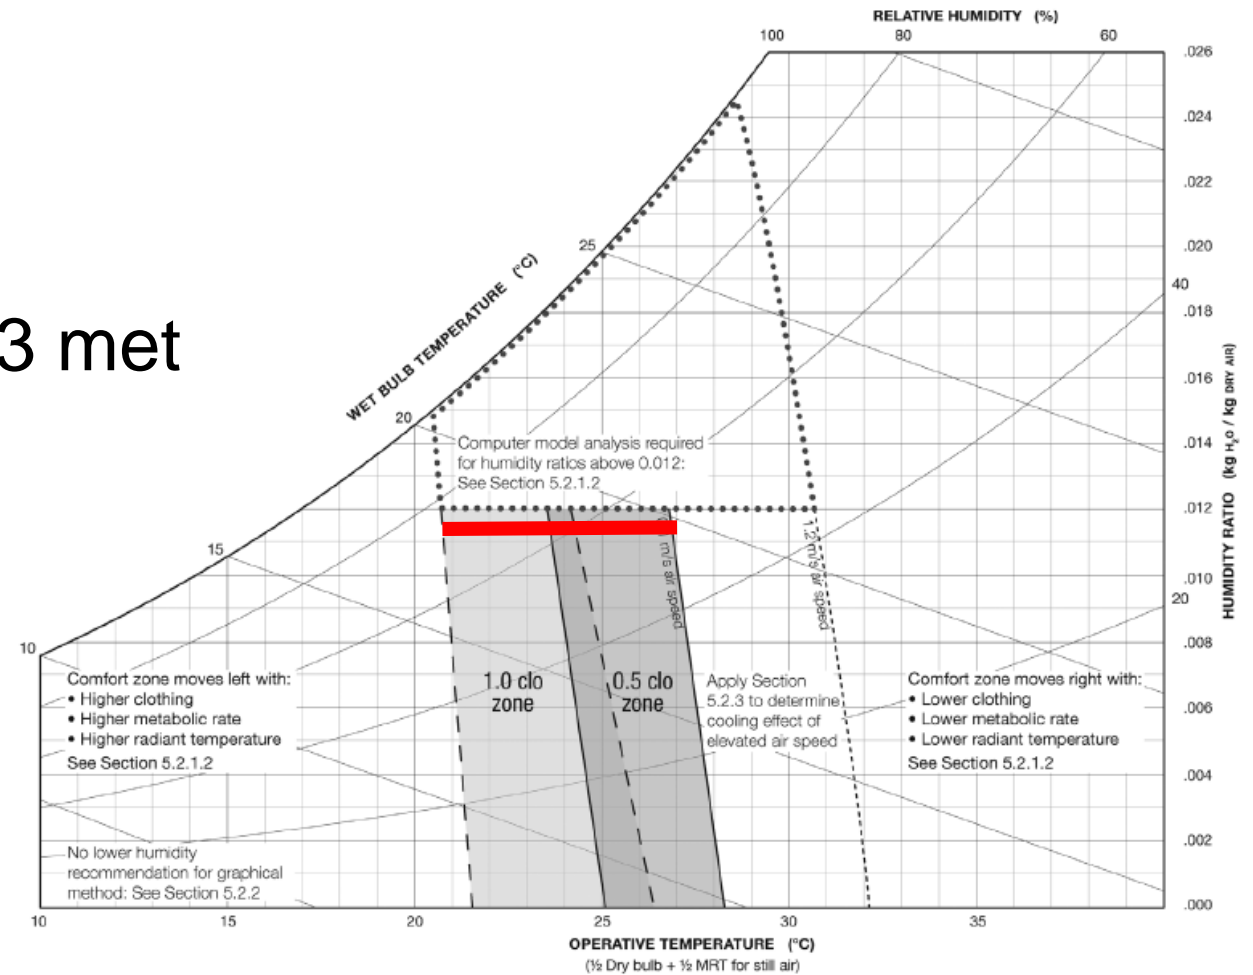 RELATIVE HUMIDITY (%)
100 80 60
.026
.024
.022
.020
25
WET BULB TEMPERATURE (°C)
40
.018
3 met
.016
20
.014
Computer model analysis required
for humidity ratios above 0.012:
See Section 5.2.1.2
.012
HUMIDITY RATIO (kg H₂O / kg DRY AIR)
m/s air speed
1.2 m/s air speed
15
.010
20
10
.008
Comfort zone moves left with:
• Higher clothing
• Higher metabolic rate
• Higher radiant temperature
See Section 5.2.1.2
1.0 clo
zone
0.5 clo
zone
Apply Section
5.2.3 to determine
cooling effect of
elevated air speed
Comfort zone moves right with:
• Lower clothing
• Lower metabolic rate
• Lower radiant temperature
See Section 5.2.1.2
.006
.004
.002
No lower humidity
recommendation for graphical
method: See Section 5.2.2
.000
10 15 20 25 30 35
OPERATIVE TEMPERATURE (°C)
(½ Dry bulb + ½ MRT for still air)